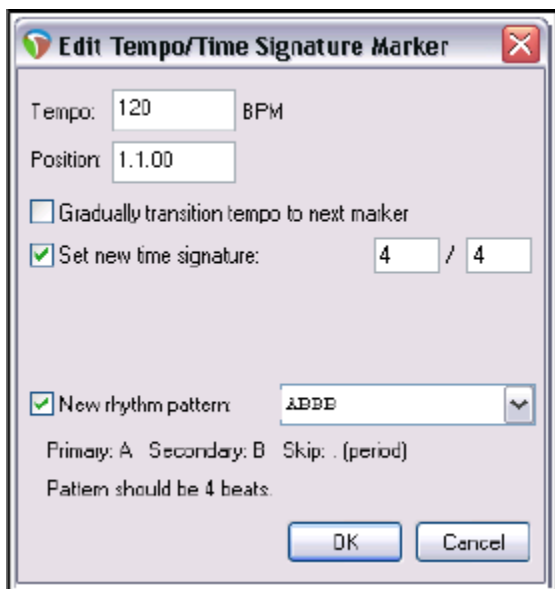 Edit Tempo/Time Signature Marker
Tempo: 120 BPM
Position: 1.1.00
Gradually transition tempo to next marker
Set new time signature: 4 / 4
New rhythm pattern: ABBB
Primary: A Secondary: B Skip: . (period)
Pattern should be 4 beats.
OK Cancel